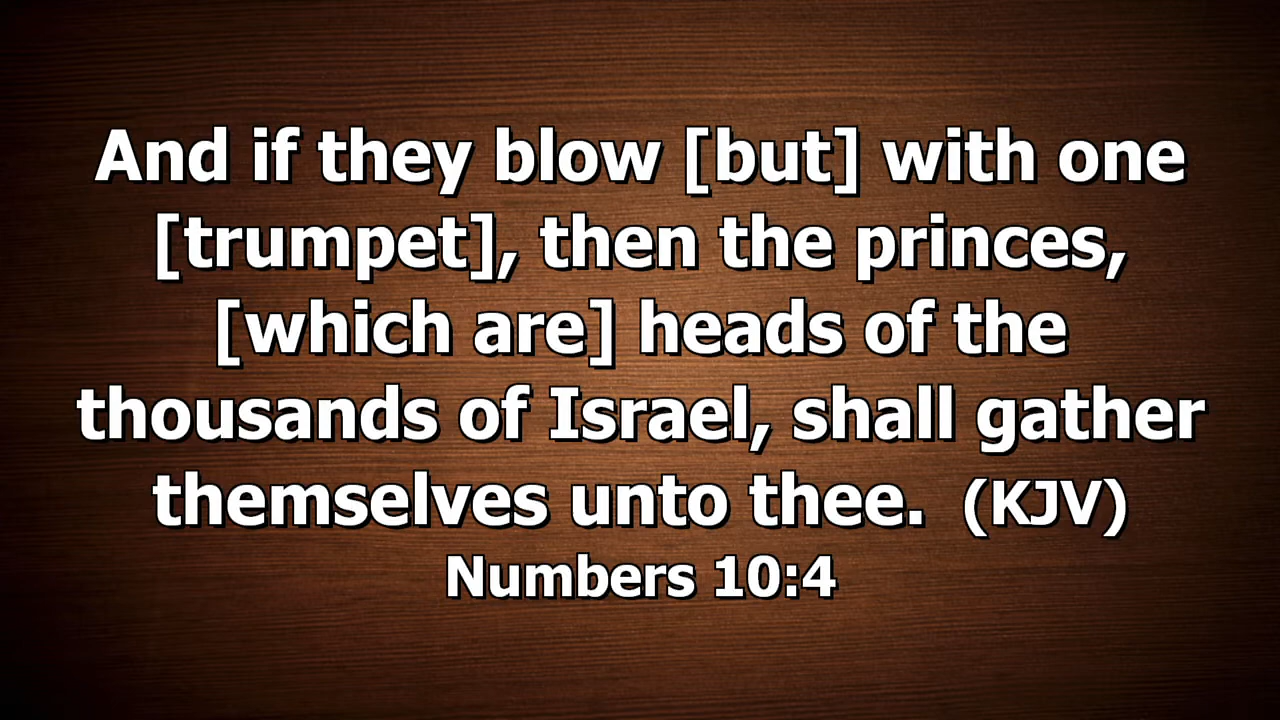 And if they blow [but] with one
[trumpet], then the princes,
[which are] heads of the
thousands of Israel, shall gather
themselves unto thee. (KJV)
Numbers 10:4